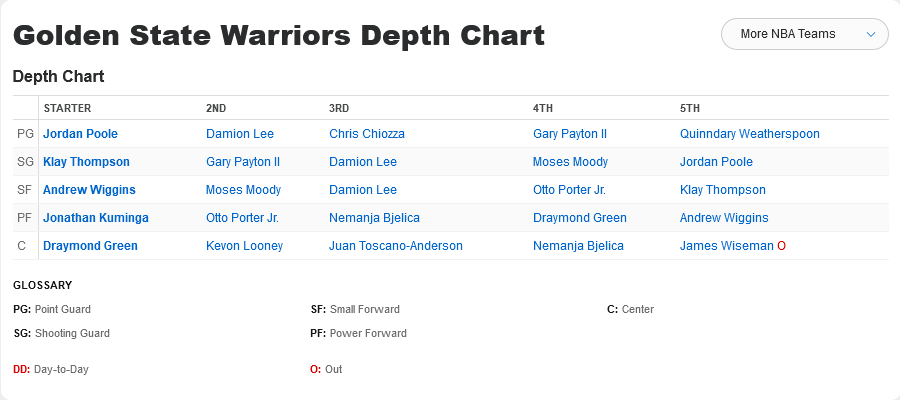 Golden State Warriors Depth Chart
More NBA Teams
Depth Chart
STARTER 2ND 3RD 4TH 5TH
PG Jordan Poole Damion Lee Chris Chiozza Gary Payton II Quinndary Weatherspoon
SG Klay Thompson Gary Payton II Damion Lee Moses Moody Jordan Poole
SF Andrew Wiggins Moses Moody Damion Lee Otto Porter Jr. Klay Thompson
PF Jonathan Kuminga Otto Porter Jr. Nemanja Bjelica Draymond Green Andrew Wiggins
C Draymond Green Kevon Looney Juan Toscano-Anderson Nemanja Bjelica James Wiseman O
GLOSSARY
PG: Point Guard SF: Small Forward C: Center
SG: Shooting Guard PF: Power Forward
DD: Day-to-Day O: Out